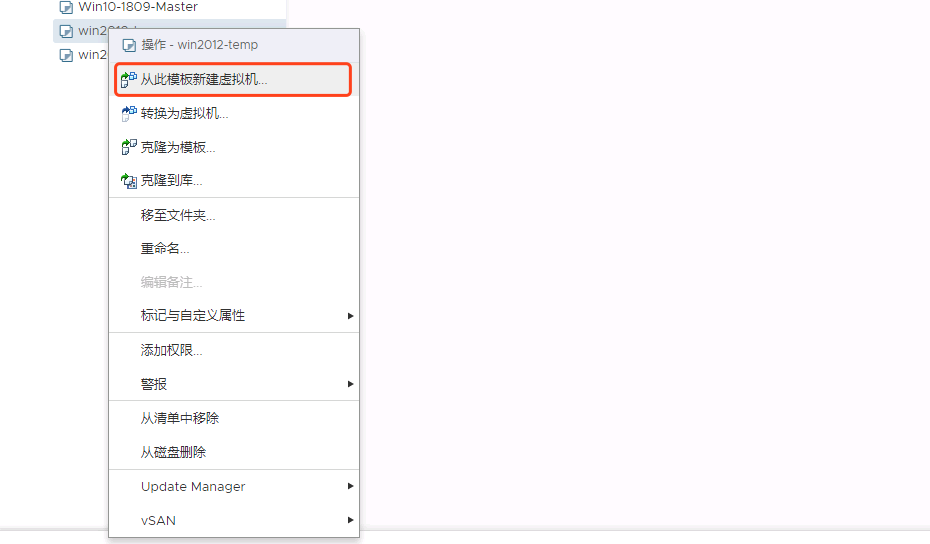 Win10-1809-Master
win2012-t
win2
操作 - win2012-temp
从此模板新建虚拟机...
转换为虚拟机...
克隆为模板...
克隆到库...
移至文件夹...
重命名...
编辑备注...
标记与自定义属性
添加权限...
警报
从清单中移除
从磁盘删除
Update Manager
vSAN